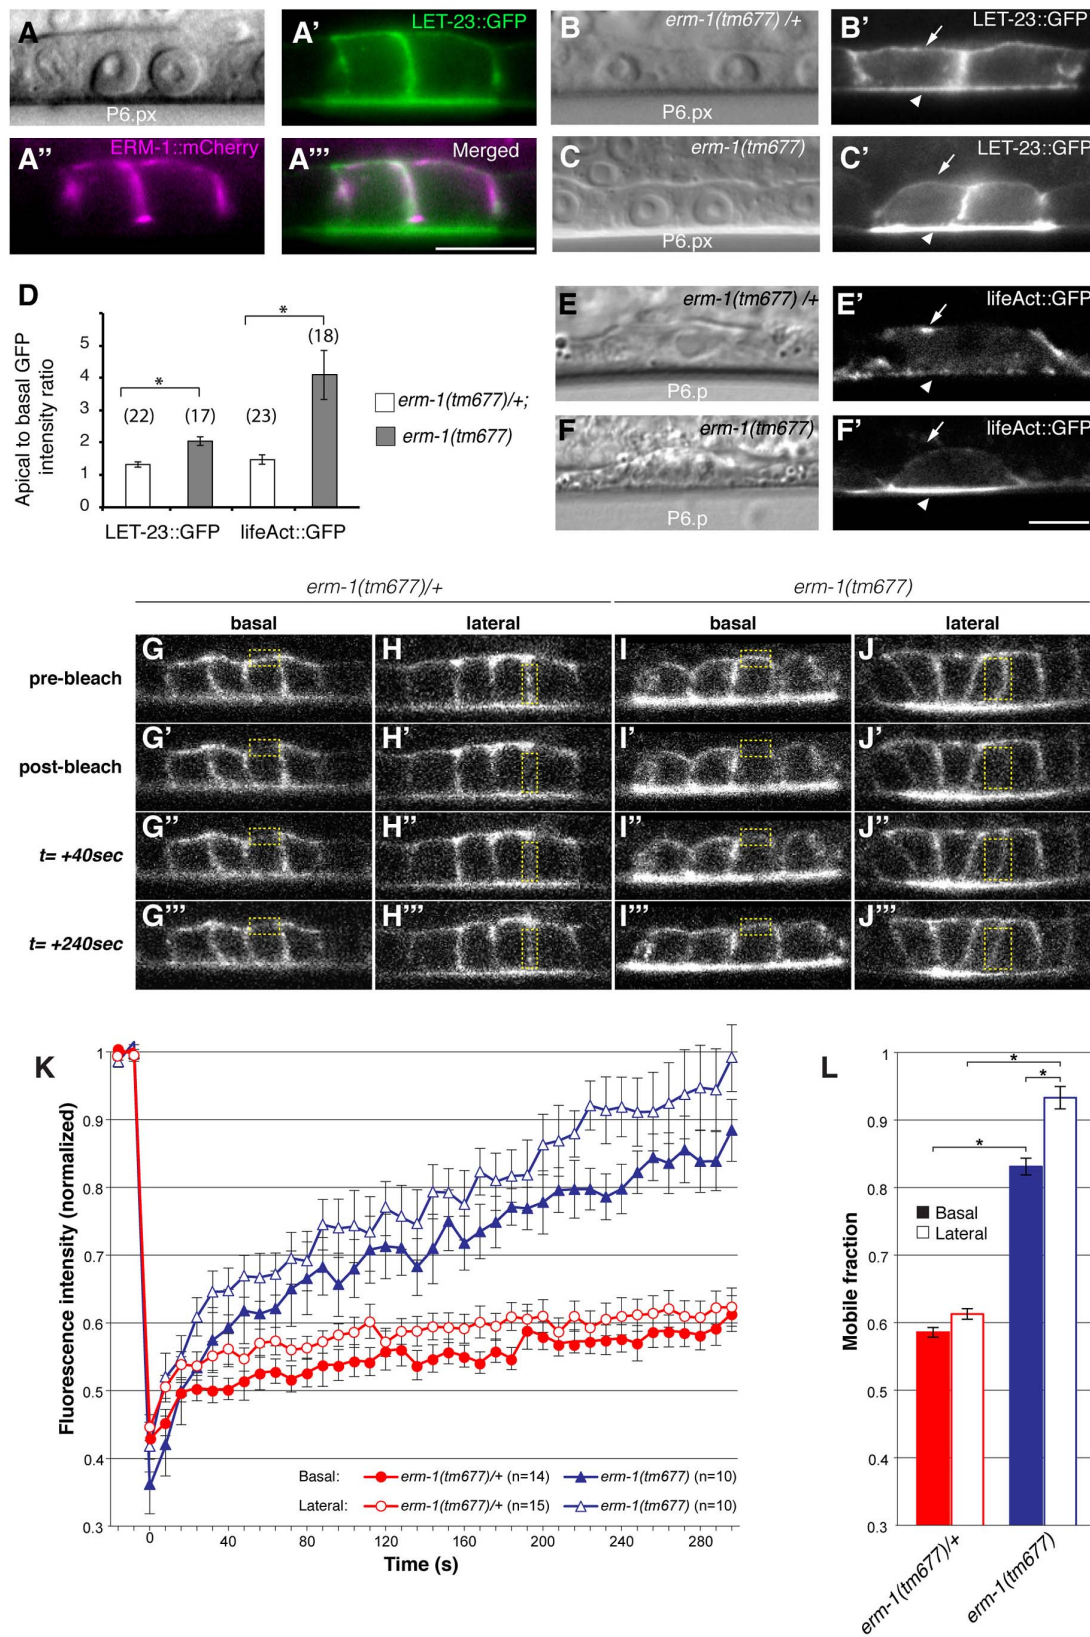 A
P6.px
A'
LET-23::GFP
B
erm-1(tm677) /+
B'
LET-23::GFP
A''
ERM-1::mCherry
A'''
Merged
C
erm-1(tm677)
P6.px
C'
LET-23::GFP
D
Apical to basal GFP
intensity ratio
5
4
3
2
1
0
*
*
(22)
(17)
(23)
(18)
LET-23::GFP
lifeAct::GFP
erm-1(tm677)/+;
erm-1(tm677)
E
erm-1(tm677) /+
P6.p
E'
lifeAct::GFP
F
erm-1(tm677)
P6.p
F'
lifeAct::GFP
erm-1(tm677)/+
erm-1(tm677)
basal
lateral
basal
lateral
pre-bleach
G
H
I
J
post-bleach
G'
H'
I'
J'
t= +40sec
G''
H''
I''
J''
t= +240sec
G'''
H'''
I'''
J'''
K
Fluorescence intensity (normalized)
1
0.9
0.8
0.7
0.6
0.5
0.4
0.3
Basal:
erm-1(tm677)/+ (n=14)
erm-1(tm677) (n=10)
Lateral:
erm-1(tm677)/+ (n=15)
erm-1(tm677) (n=10)
0
40
80
120
160
200
240
280
Time (s)
L
Mobile fraction
1
0.9
0.8
0.7
0.6
0.5
0.4
0.3
*
*
*
Basal
Lateral
erm-1(tm677)/+
erm-1(tm677)